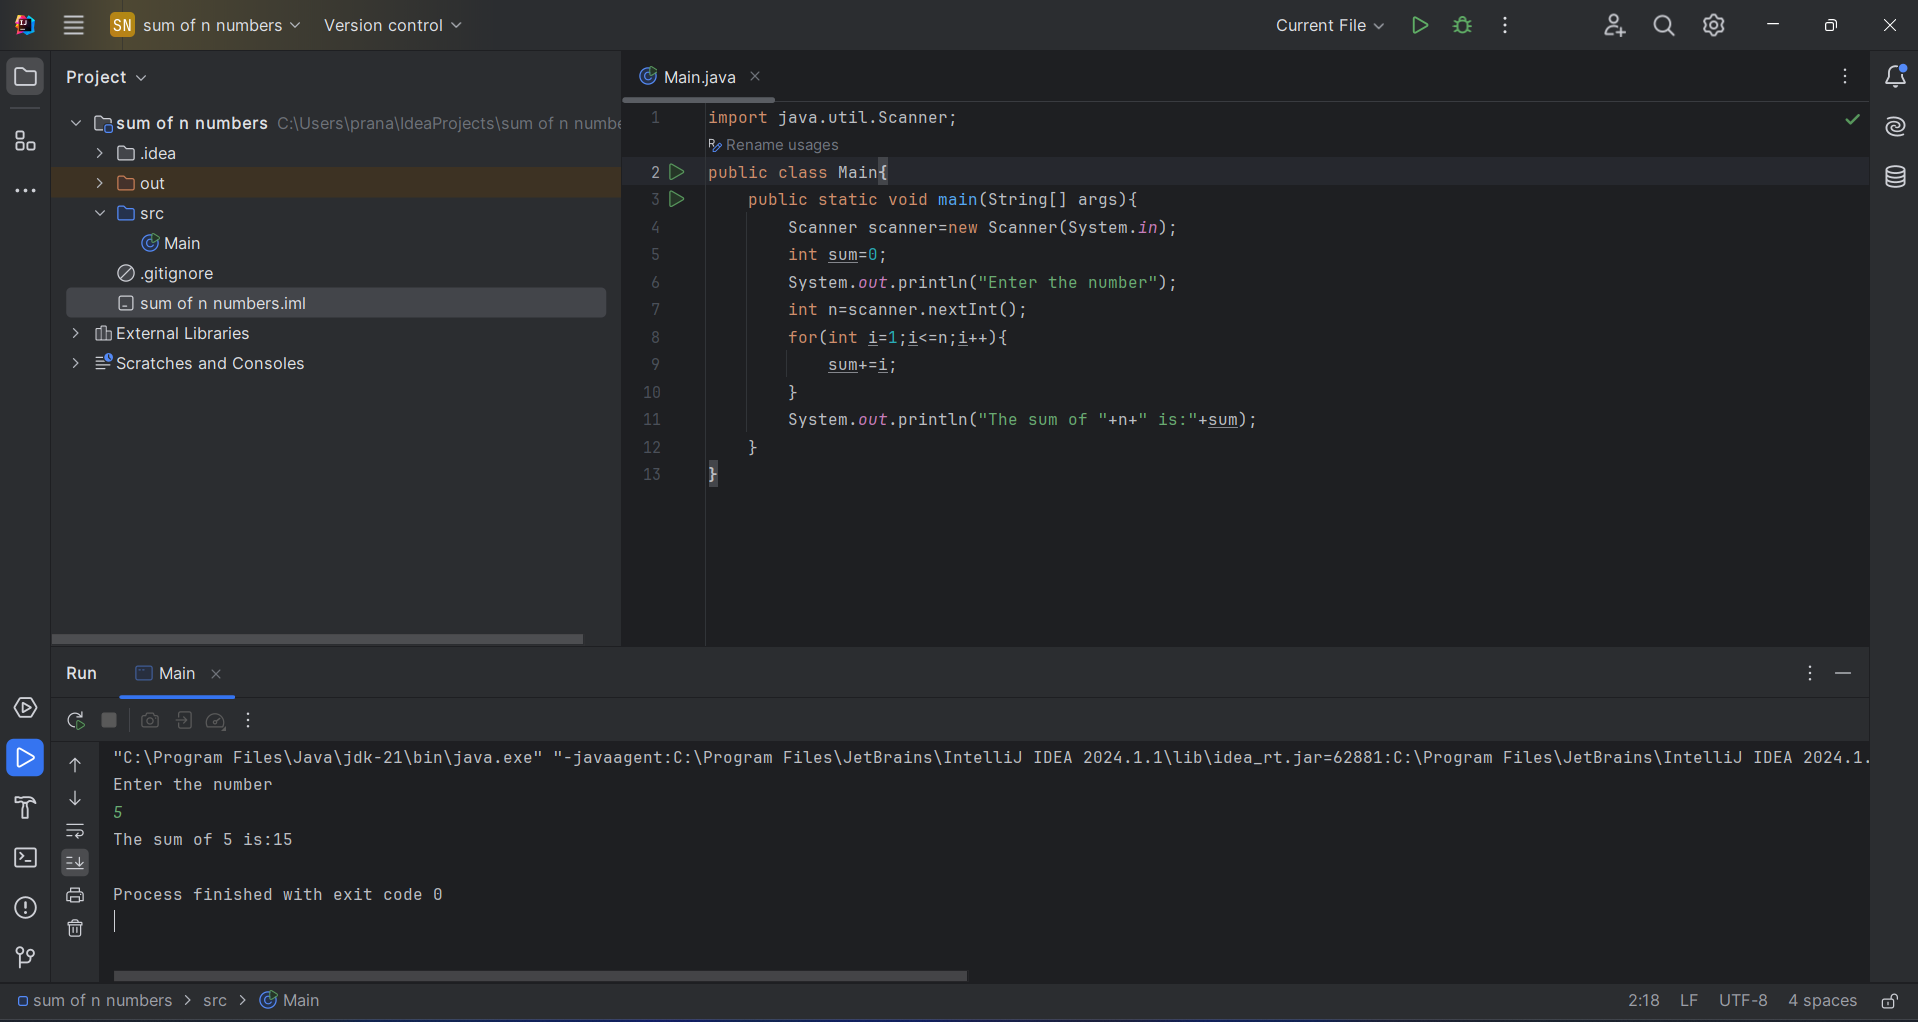 SN sum of n numbers Version control Current File
Project
sum of n numbers C:\Users\prana\IdeaProjects\sum of n numbe
.idea
out
src
Main
.gitignore
sum of n numbers.iml
External Libraries
Scratches and Consoles
Main.java
1 import java.util.Scanner;
Rename usages
2 public class Main{
3 public static void main(String[] args){
4 Scanner scanner=new Scanner(System.in);
5 int sum=0;
6 System.out.println("Enter the number");
7 int n=scanner.nextInt();
8 for(int i=1;i<=n;i++){
9 sum+=i;
10 }
11 System.out.println("The sum of "+n+" is:"+sum);
12 }
13 }
Run Main
"C:\Program Files\Java\jdk-21\bin\java.exe" "-javaagent:C:\Program Files\JetBrains\IntelliJ IDEA 2024.1.1\lib\idea_rt.jar=62881:C:\Program Files\JetBrains\IntelliJ IDEA 2024.1.
Enter the number
5
The sum of 5 is:15
Process finished with exit code 0
sum of n numbers > src > Main 2:18 LF UTF-8 4 spaces